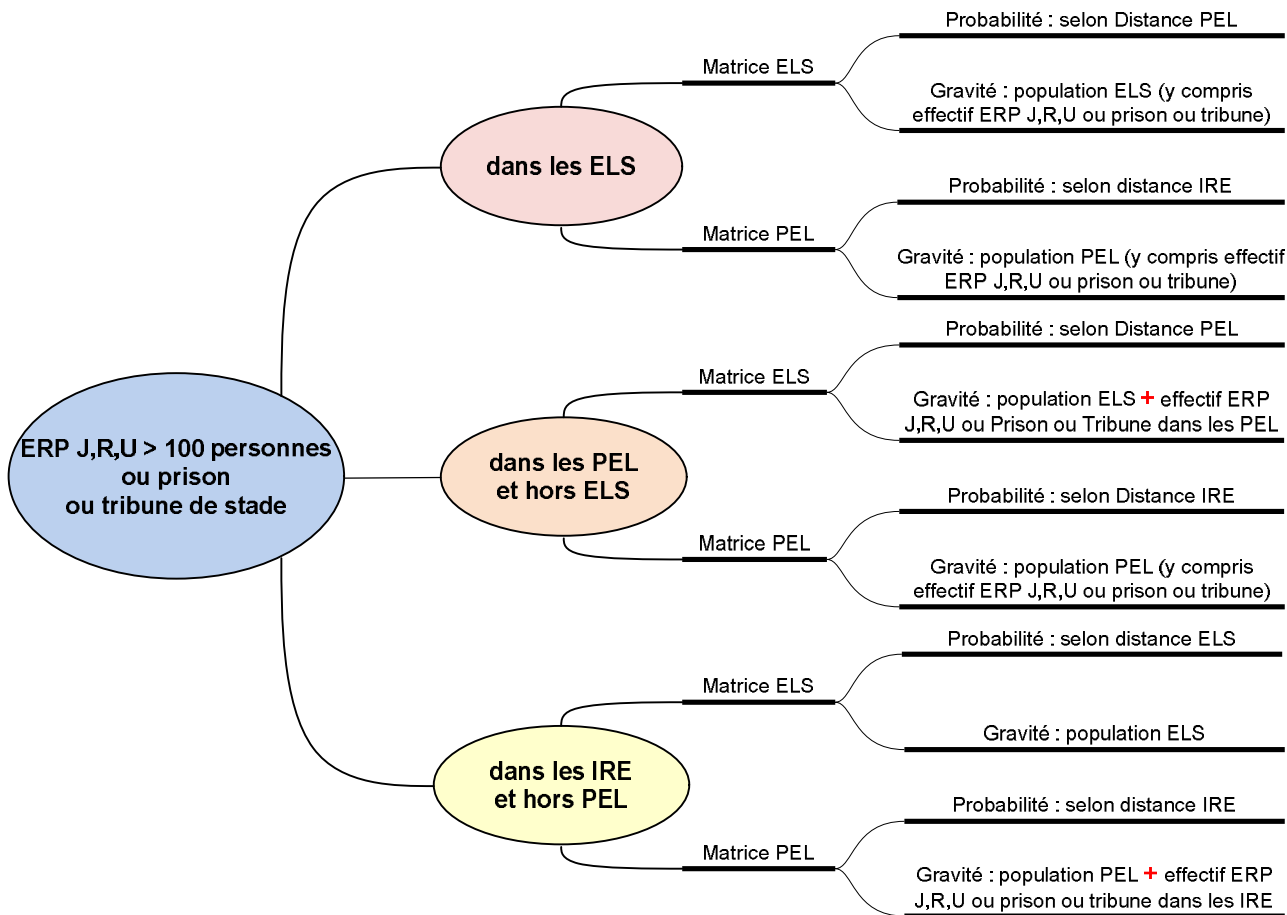 ERP J,R,U > 100 personnes
ou prison
ou tribune de stade
dans les ELS
Matrice ELS
Probabilité : selon Distance PEL
Gravité : population ELS (y compris
effectif ERP J,R,U ou prison ou tribune)
Matrice PEL
Probabilité : selon distance IRE
Gravité : population PEL (y compris effectif
ERP J,R,U ou prison ou tribune)
dans les PEL
et hors ELS
Matrice ELS
Probabilité : selon Distance PEL
Gravité : population ELS + effectif ERP
J,R,U ou Prison ou Tribune dans les PEL
Matrice PEL
Probabilité : selon Distance IRE
Gravité : population PEL (y compris
effectif ERP J,R,U ou prison ou tribune)
dans les IRE
et hors PEL
Matrice ELS
Probabilité : selon distance ELS
Gravité : population ELS
Matrice PEL
Probabilité : selon distance IRE
Gravité : population PEL + effectif ERP
J,R,U ou prison ou tribune dans les IRE